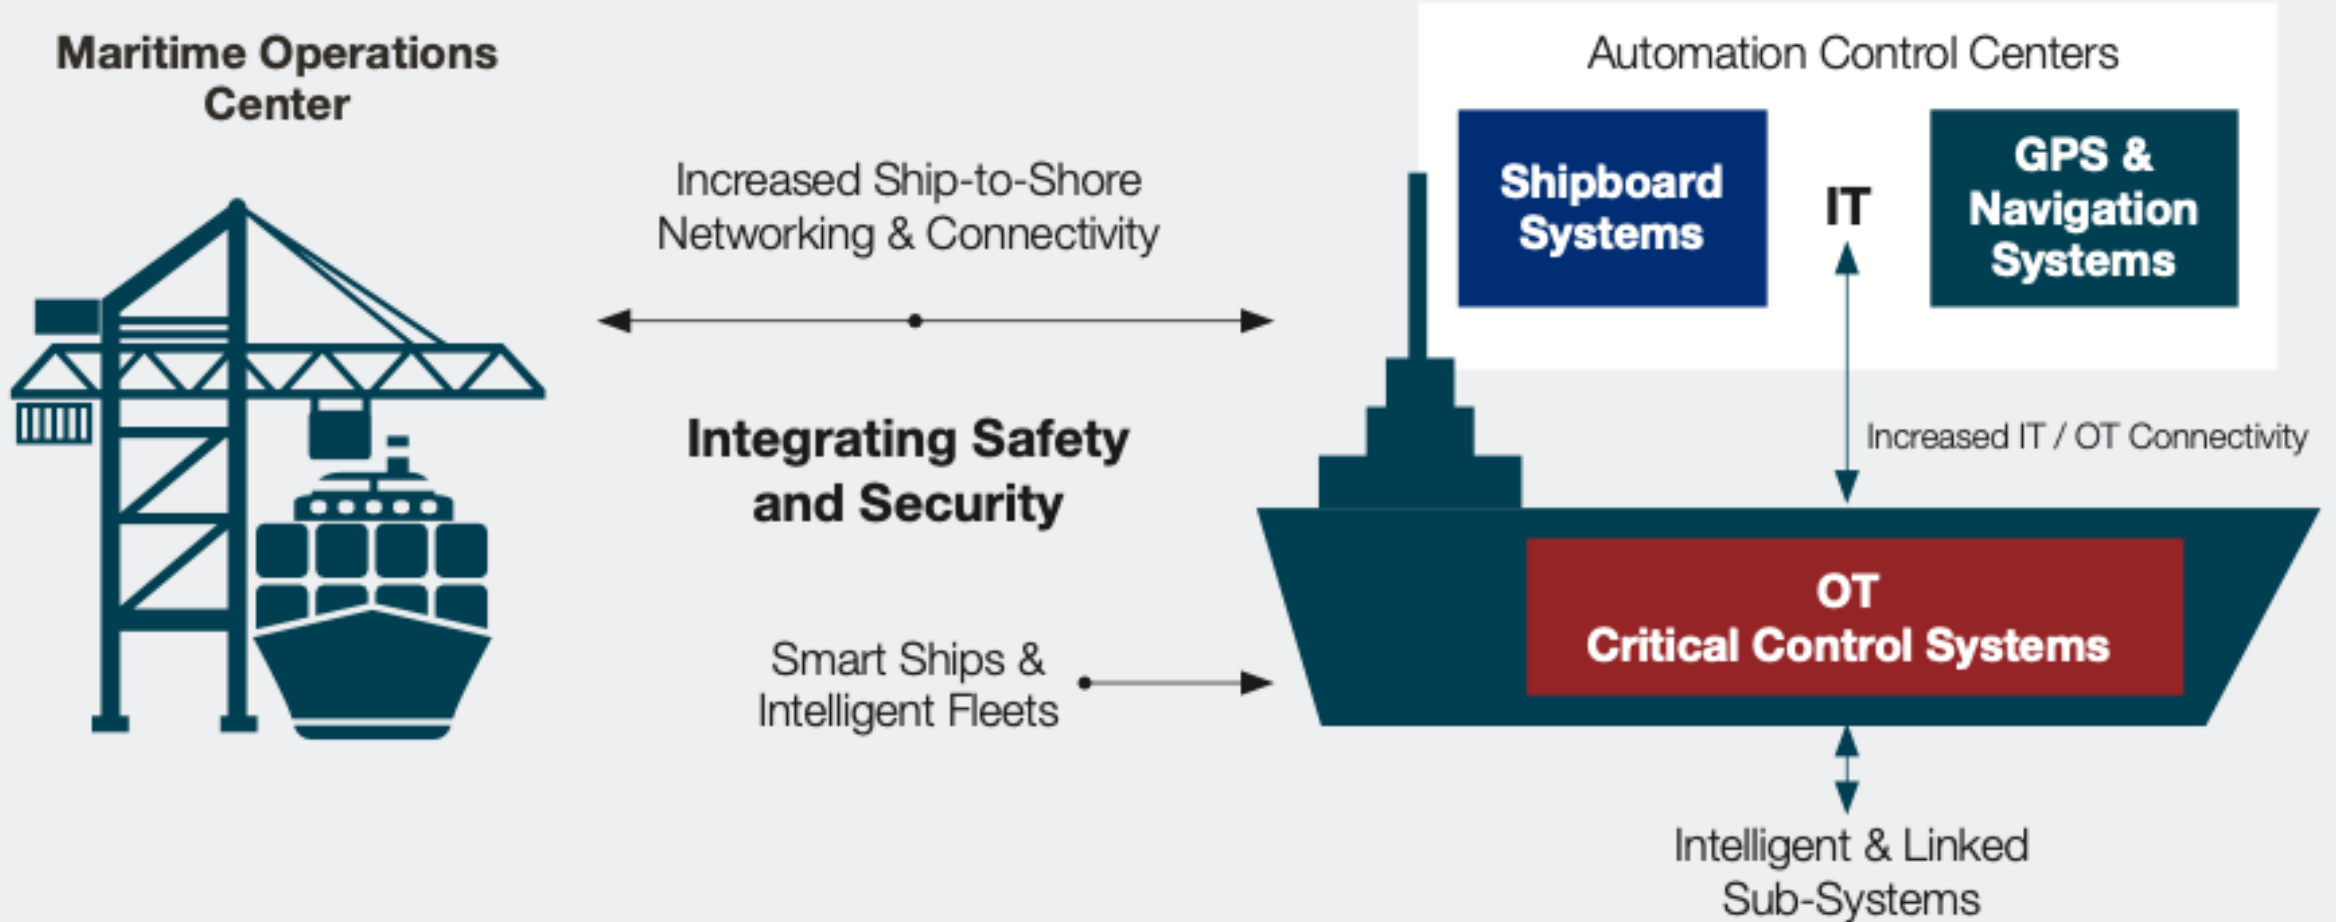 Maritime Operations
Center
Increased Ship-to-Shore
Networking & Connectivity
Integrating Safety
and Security
Smart Ships &
Intelligent Fleets
Automation Control Centers
Shipboard
Systems
IT
GPS &
Navigation
Systems
Increased IT / OT Connectivity
OT
Critical Control Systems
Intelligent & Linked
Sub-Systems